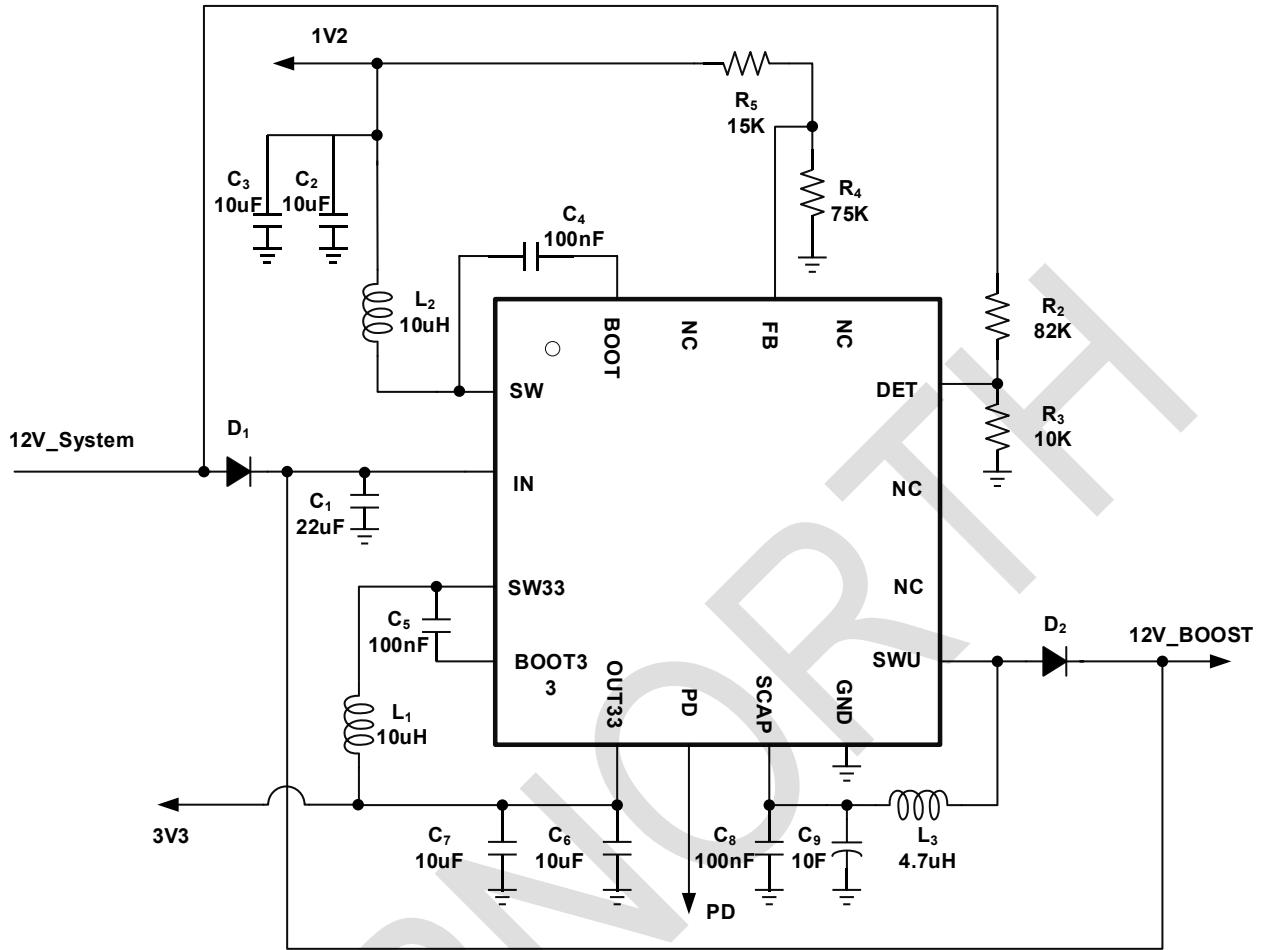 1V2
R5
15K
R4
75K
C3
10uF
C2
10uF
C4
100nF
L2
10uH
R2
82K
BOOT
NC
FB
NC
SW
DET
R3
10K
12V_System
D1
IN
NC
C1
22uF
SW33
NC
C5
100nF
BOOT3
3
OUT33
PD
SCAP
GND
SWU
D2
12V_BOOST
L1
10uH
3V3
C7
10uF
C6
10uF
C8
100nF
C9
10F
L3
4.7uH
PD